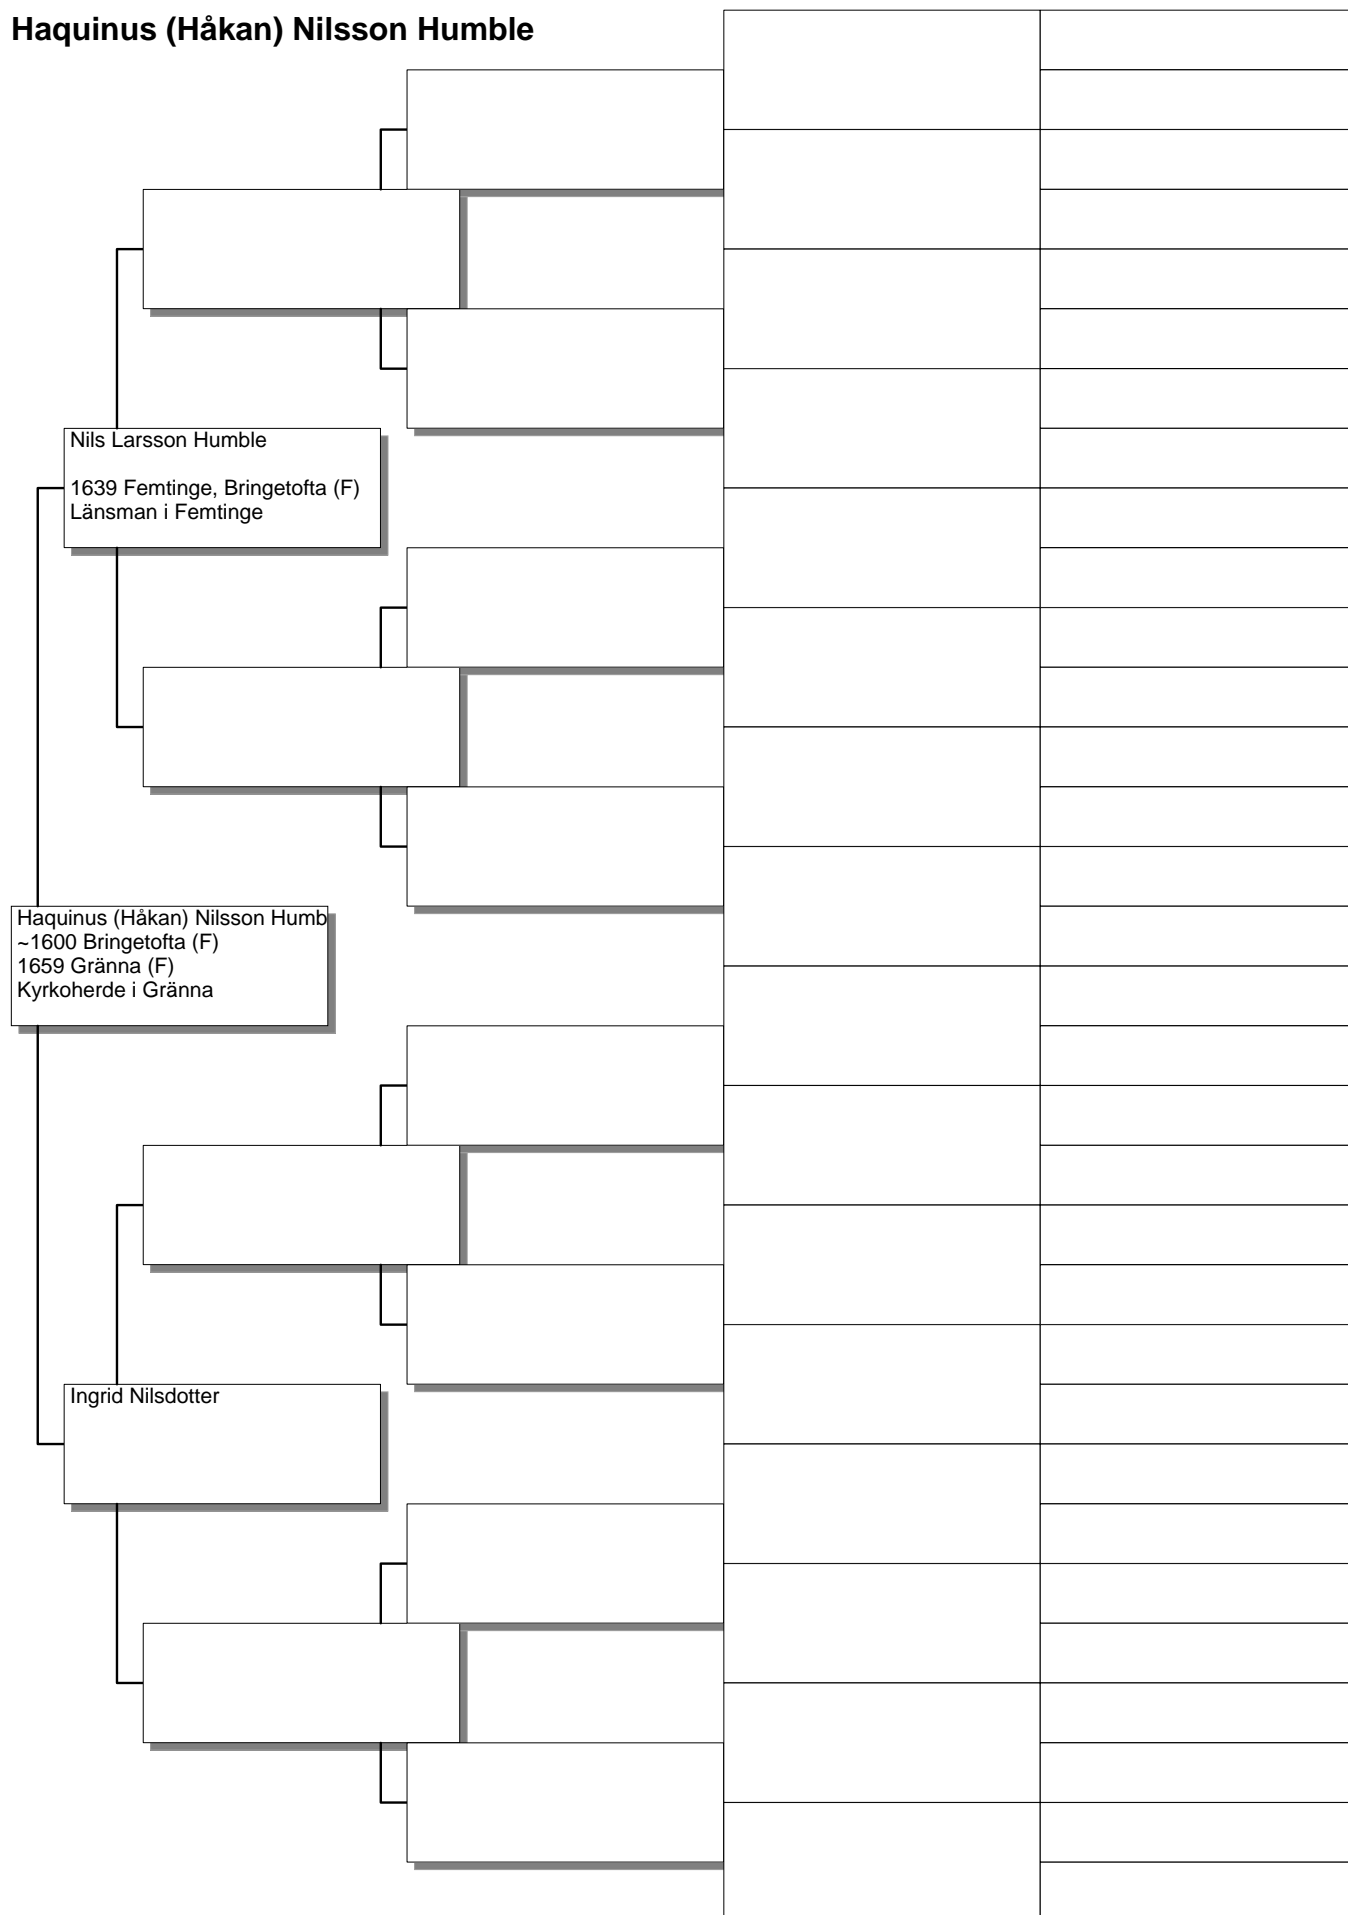 Haquinus (Håkan) Nilsson Humble
Nils Larsson Humble
1639 Femtinge, Bringetofta (F)
Länsman i Femtinge
Haquinus (Håkan) Nilsson Humb
~1600 Bringetofta (F)
1659 Gränna (F)
Kyrkoherde i Gränna
Ingrid Nilsdotter